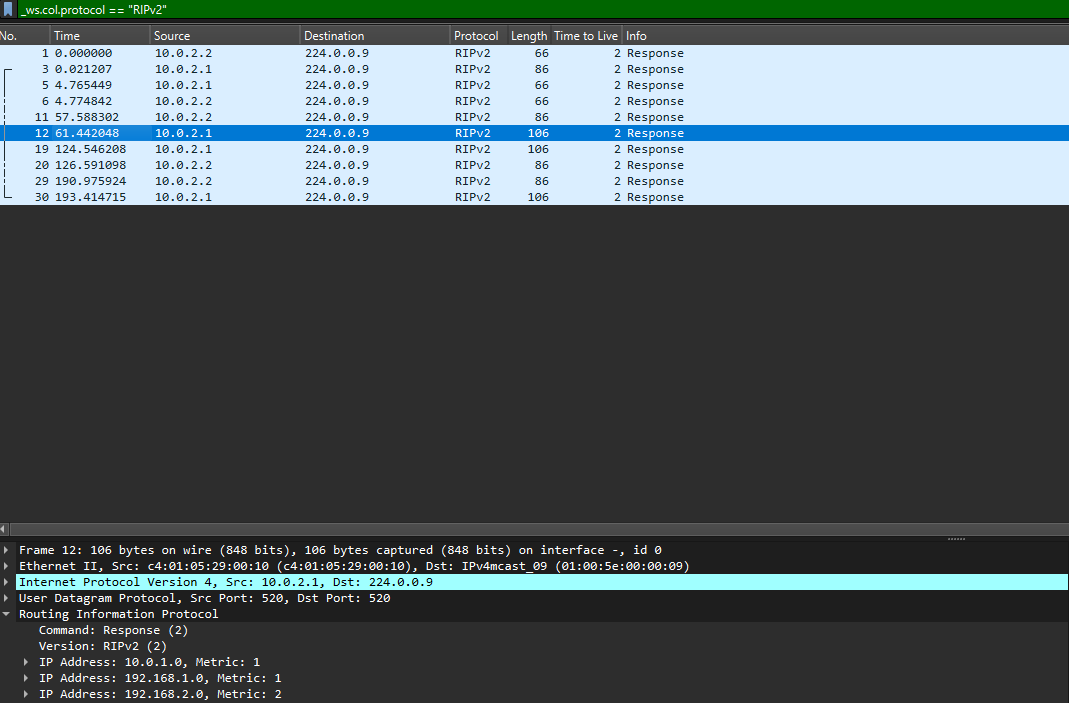 _ws.col.protocol == "RIPv2"
No. Time Source Destination Protocol Length Time to Live Info
1 0.000000 10.0.2.2 224.0.0.9 RIPv2 66 2 Response
3 0.021207 10.0.2.1 224.0.0.9 RIPv2 86 2 Response
5 4.765449 10.0.2.1 224.0.0.9 RIPv2 66 2 Response
6 4.774842 10.0.2.2 224.0.0.9 RIPv2 66 2 Response
11 57.588302 10.0.2.2 224.0.0.9 RIPv2 86 2 Response
12 61.442048 10.0.2.1 224.0.0.9 RIPv2 106 2 Response
19 124.546208 10.0.2.1 224.0.0.9 RIPv2 106 2 Response
20 126.591098 10.0.2.2 224.0.0.9 RIPv2 86 2 Response
29 190.975924 10.0.2.2 224.0.0.9 RIPv2 86 2 Response
30 193.414715 10.0.2.1 224.0.0.9 RIPv2 106 2 Response
Frame 12: 106 bytes on wire (848 bits), 106 bytes captured (848 bits) on interface -, id 0
Ethernet II, Src: c4:01:05:29:00:10 (c4:01:05:29:00:10), Dst: IPv4mcast_09 (01:00:5e:00:00:09)
Internet Protocol Version 4, Src: 10.0.2.1, Dst: 224.0.0.9
User Datagram Protocol, Src Port: 520, Dst Port: 520
Routing Information Protocol
Command: Response (2)
Version: RIPv2 (2)
IP Address: 10.0.1.0, Metric: 1
IP Address: 192.168.1.0, Metric: 1
IP Address: 192.168.2.0, Metric: 2